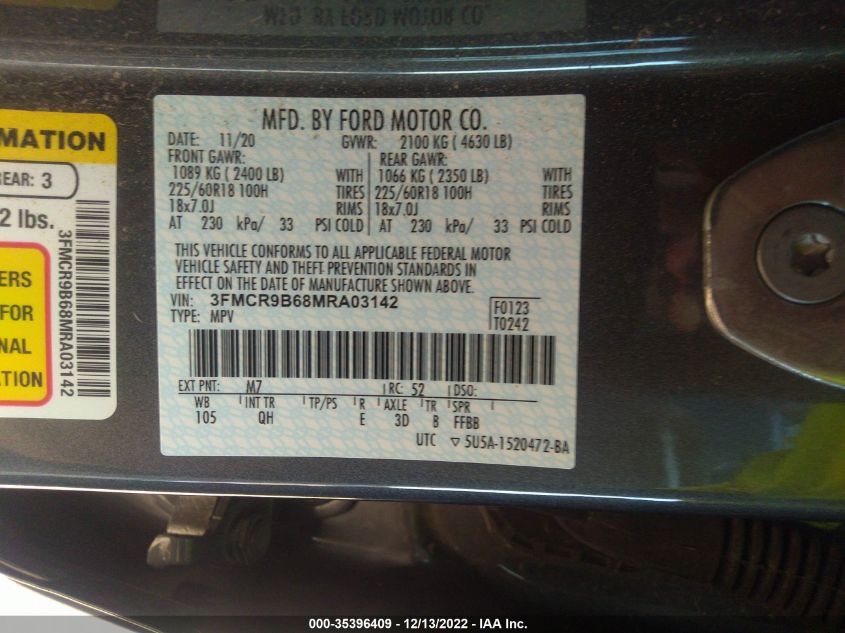 MFD. BY FORD MOTOR CO.
MFD. BY FORD MOTOR CO.
DATE: 11/20 GVWR: 2100 KG ( 4630 LB)
FRONT GAWR: REAR GAWR:
1089 KG ( 2400 LB) WITH 1066 KG ( 2350 LB) WITH
225/60R18 100H TIRES 225/60R18 100H TIRES
18x7.0J RIMS 18x7.0J RIMS
AT 230 kPa/ 33 PSI COLD AT 230 kPa/ 33 PSI COLD
THIS VEHICLE CONFORMS TO ALL APPLICABLE FEDERAL MOTOR
VEHICLE SAFETY AND THEFT PREVENTION STANDARDS IN
EFFECT ON THE DATE OF MANUFACTURE SHOWN ABOVE.
VIN: 3FMCR9B68MRA03142 F0123
TYPE: MPV T0242
EXT PNT: M7 RC: 52 DSO:
WB INT TR TP/PS R AXLE TR SPR
105 QH E 3D B FFBB
UTC ▽ 5U5A-1520472-BA
MATION
EAR: 3
2 lbs.
ERS
FOR
NAL
ATION
3FMCR9B68MRA03142
000-35396409 - 12/13/2022 - IAA Inc.